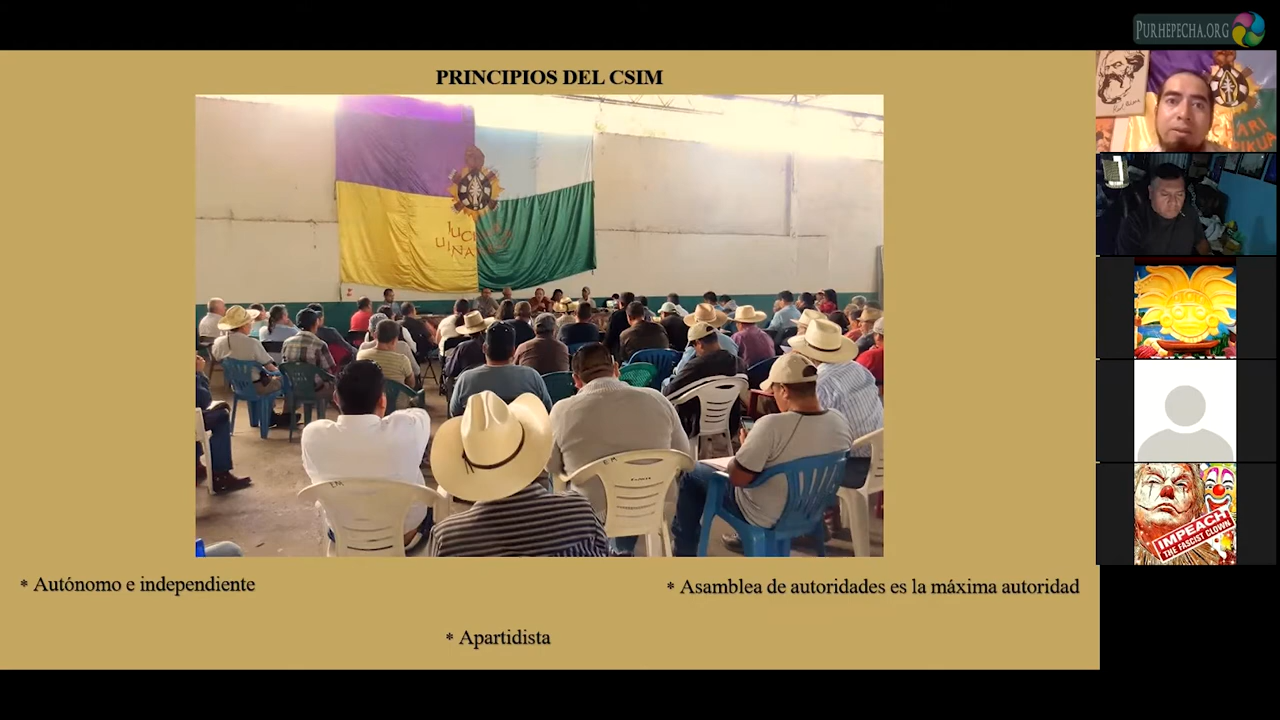 PURHEPECHA.ORG
PRINCIPIOS DEL CSIM
* Autónomo e independiente
* Asamblea de autoridades es la máxima autoridad
* Apartidista
IMPEACH
THE FASCIST CLOWN